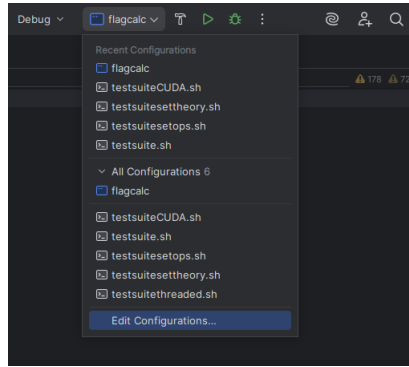 Debug flagcalc
Recent Configurations
178 72
flagcalc
testsuiteCUDA.sh
testsuitesettheory.sh
testsuitesetops.sh
testsuite.sh
All Configurations 6
flagcalc
testsuiteCUDA.sh
testsuite.sh
testsuitesetops.sh
testsuitesettheory.sh
testsuitethreaded.sh
Edit Configurations...